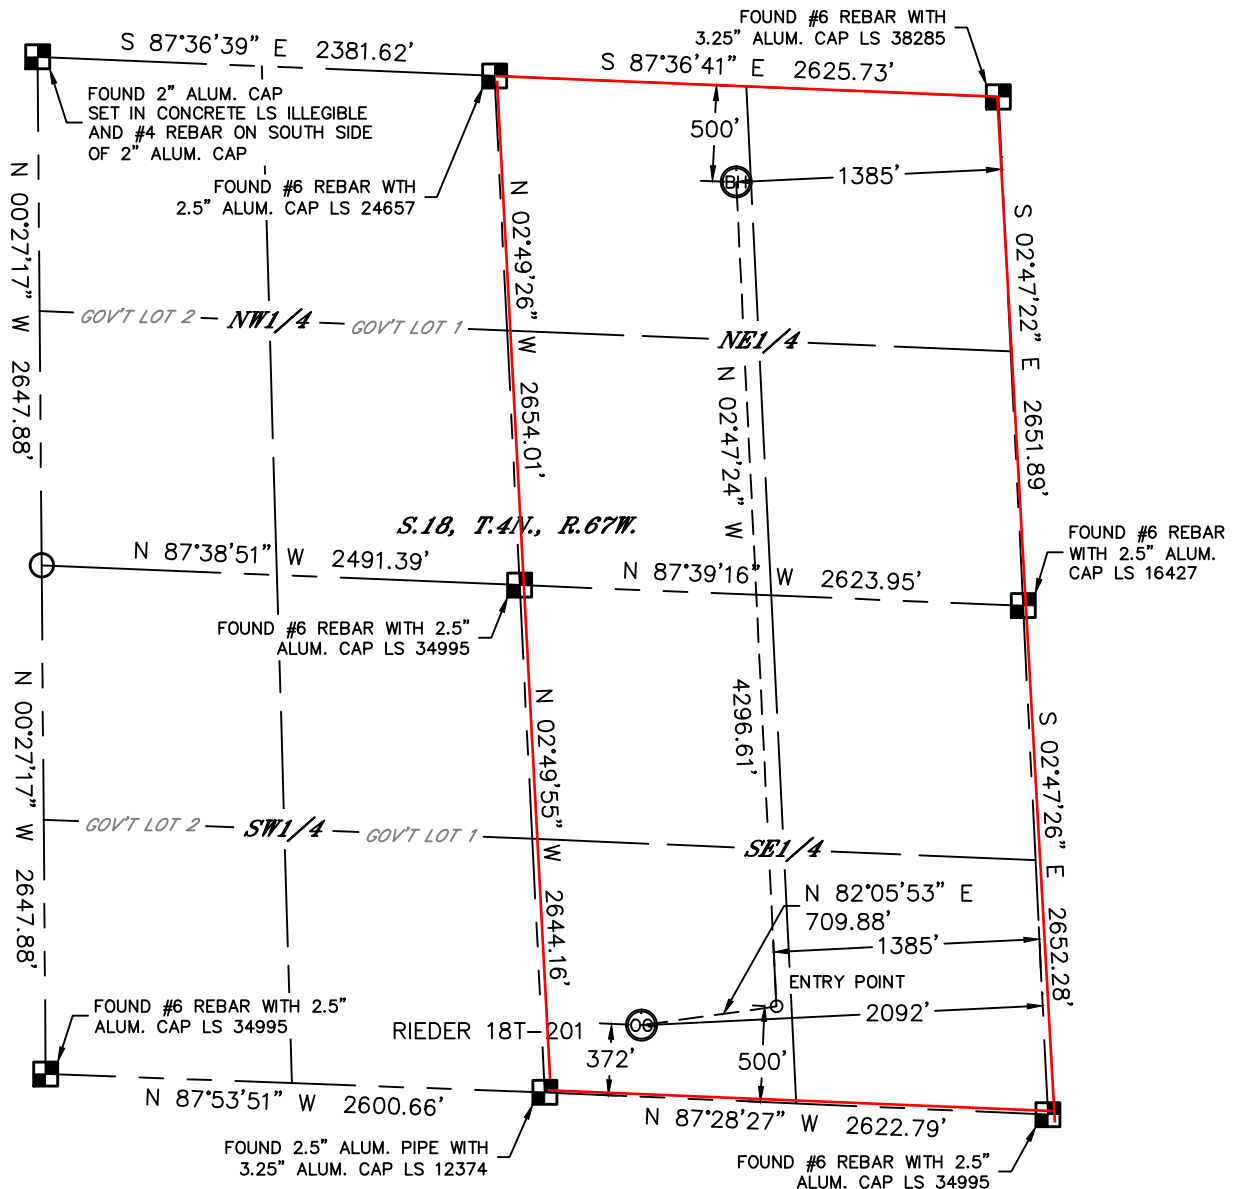 FOUND #6 REBAR WITH
3.25" ALUM. CAP LS 38285
S 87°36'39" E 2381.62'
S 87°36'41" E 2625.73'
FOUND 2" ALUM. CAP
SET IN CONCRETE LS ILLEGIBLE
AND #4 REBAR ON SOUTH SIDE
OF 2" ALUM. CAP
500'
BH
1385'
FOUND #6 REBAR WTH
2.5" ALUM. CAP LS 24657
N 00°27'17" W 2647.88'
N 02°49'26" W 2654.01'
S 02°47'22" E 2651.89'
GOV'T LOT 2
NW1/4
GOV'T LOT 1
NE1/4
N 02°47'24" W
4296.61'
S.18, T.4N., R.67W.
N 87°38'51" W 2491.39'
N 87°39'16" W 2623.95'
FOUND #6 REBAR
WITH 2.5" ALUM.
CAP LS 16427
FOUND #6 REBAR WITH 2.5"
ALUM. CAP LS 34995
N 00°27'17" W 2647.88'
N 02°49'55" W 2644.16'
S 02°47'26" E 2652.28'
GOV'T LOT 2
SW1/4
GOV'T LOT 1
SE1/4
N 82°05'53" E
709.88'
1385'
ENTRY POINT
2092'
FOUND #6 REBAR WITH 2.5"
ALUM. CAP LS 34995
RIEDER 18T-201
OG
372'
500'
N 87°53'51" W 2600.66'
N 87°28'27" W 2622.79'
FOUND 2.5" ALUM. PIPE WITH
3.25" ALUM. CAP LS 12374
FOUND #6 REBAR WITH 2.5"
ALUM. CAP LS 34995